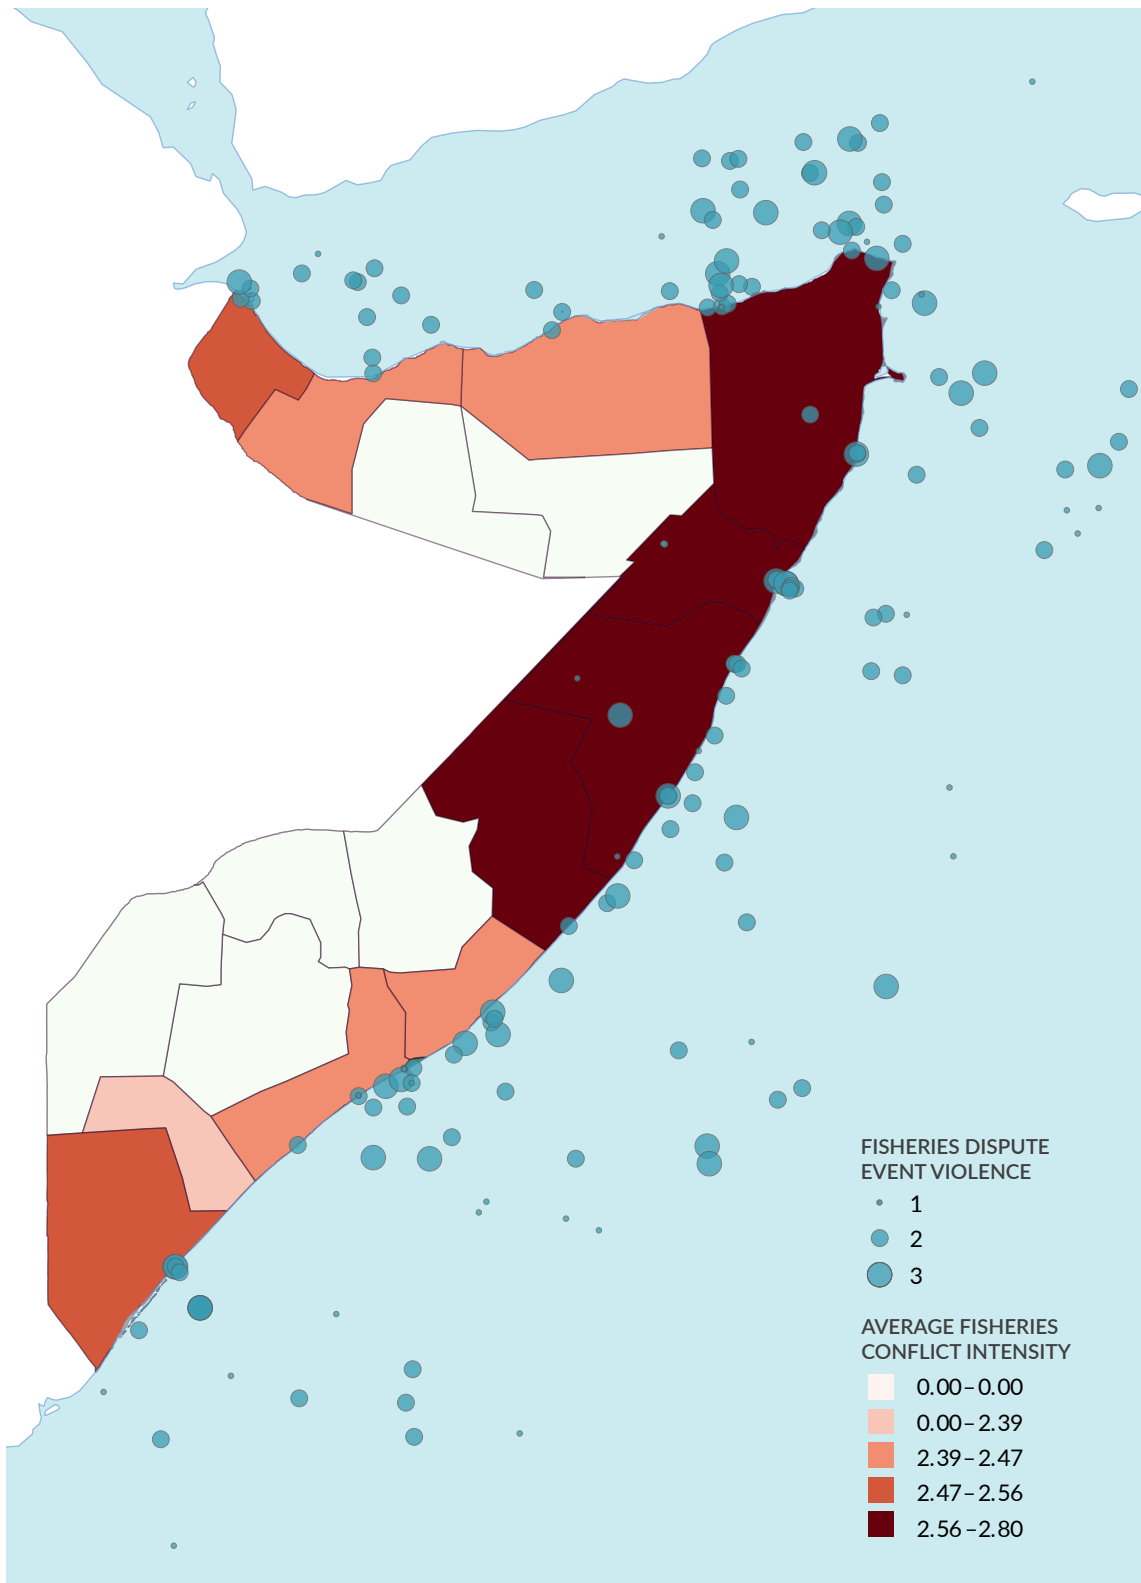 FISHERIES DISPUTE
EVENT VIOLENCE
1
2
3
AVERAGE FISHERIES
CONFLICT INTENSITY
0.00–0.00
0.00–2.39
2.39–2.47
2.47–2.56
2.56–2.80